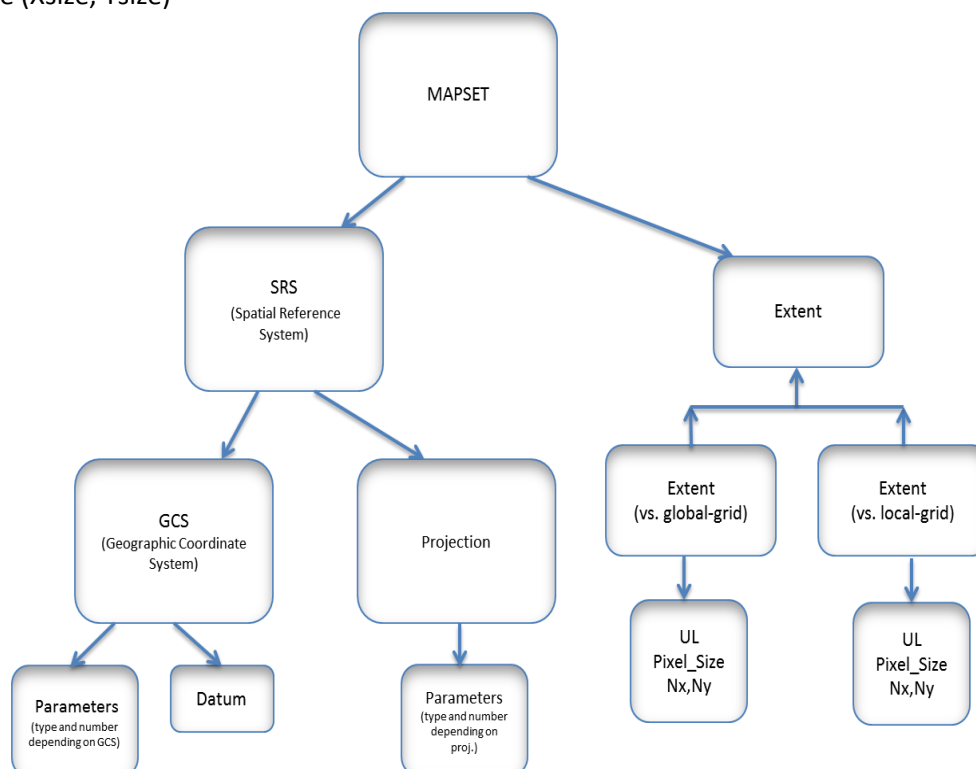 e (Xsize, Ysize)
MAPSET
SRS
(Spatial Reference
System)
Extent
GCS
(Geographic Coordinate
System)
Projection
Extent
(vs. global-grid)
Extent
(vs. local-grid)
Parameters
(type and number
depending on GCS)
Datum
Parameters
(type and number
depending on
proj.)
UL
Pixel_Size
Nx,Ny
UL
Pixel_Size
Nx,Ny